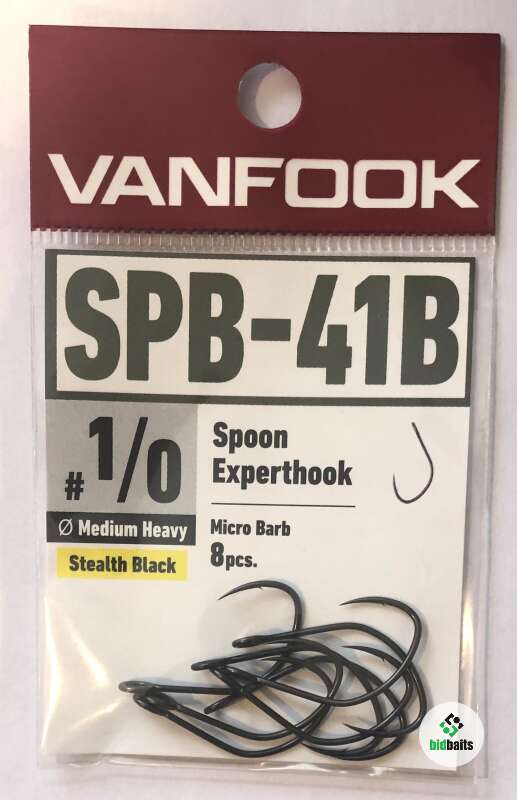 VANFOOK
SPB-41B
# 1/0
Spoon
Experthook
Ø Medium Heavy
Stealth Black
Micro Barb
8pcs.
bidbaits